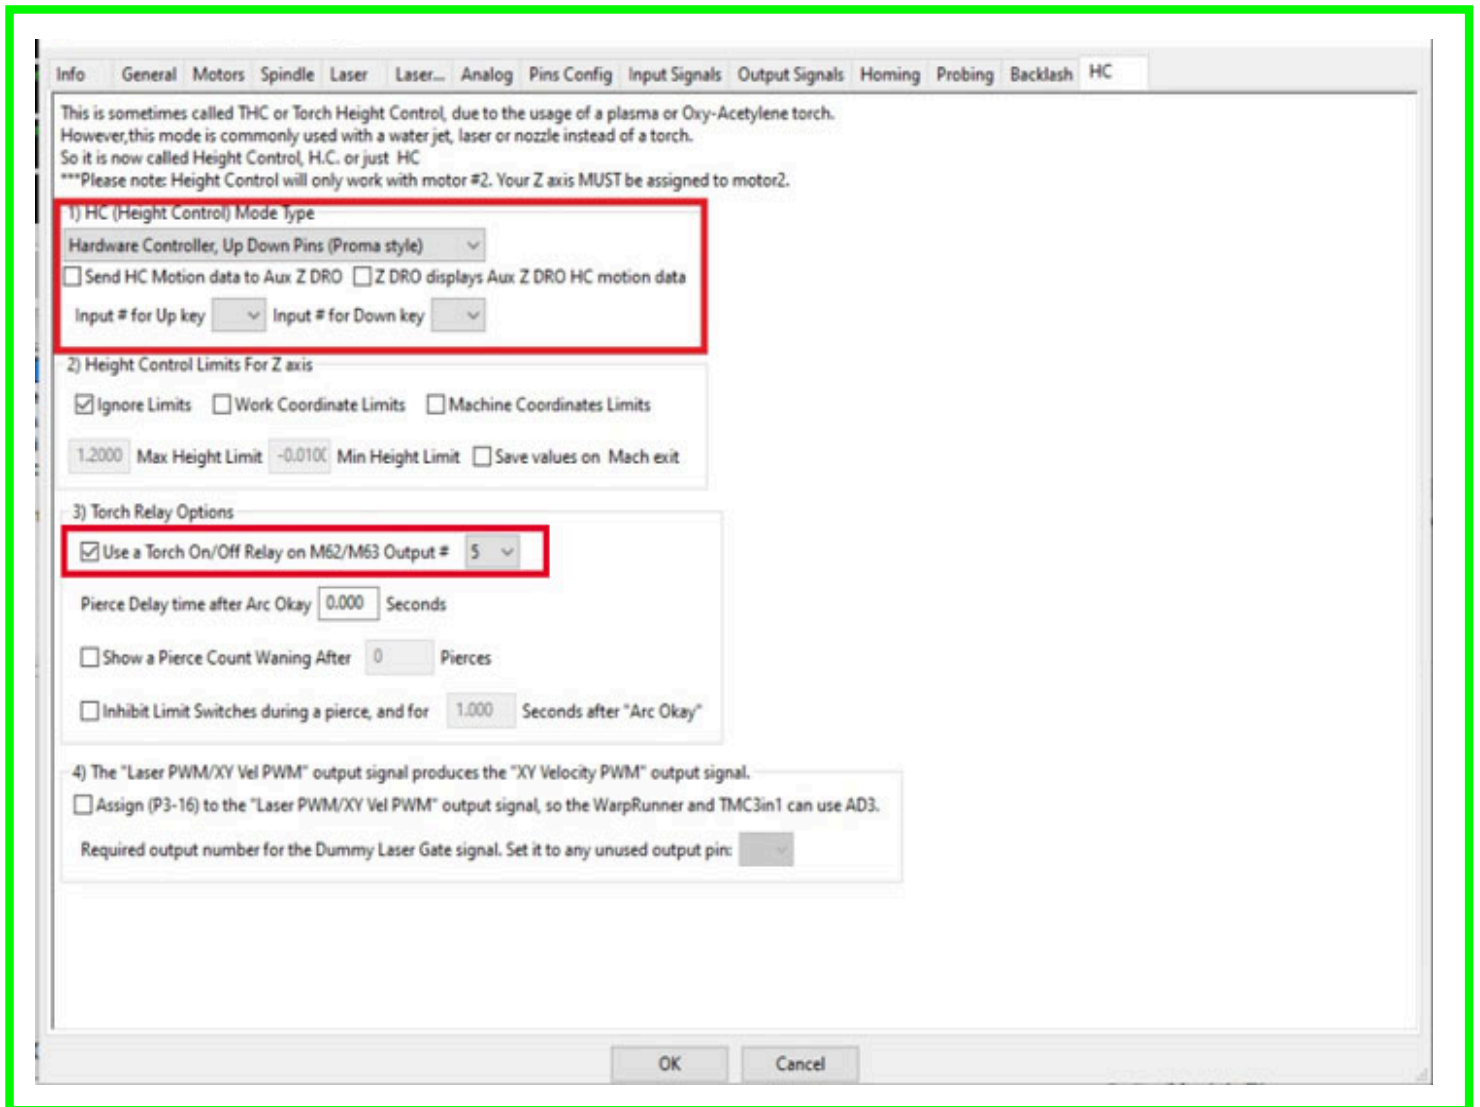 Info General Motors Spindle Laser Laser... Analog Pins Config Input Signals Output Signals Homing Probing Backlash HC
This is sometimes called THC or Torch Height Control, due to the usage of a plasma or Oxy-Acetylene torch.
However,this mode is commonly used with a water jet, laser or nozzle instead of a torch.
So it is now called Height Control, H.C. or just HC
***Please note: Height Control will only work with motor #2. Your Z axis MUST be assigned to motor2.
1) HC (Height Control) Mode Type
Hardware Controller, Up Down Pins (Proma style)
Send HC Motion data to Aux Z DRO Z DRO displays Aux Z DRO HC motion data
Input # for Up key Input # for Down key
2) Height Control Limits For Z axis
Ignore Limits Work Coordinate Limits Machine Coordinates Limits
1.2000 Max Height Limit -0.0100 Min Height Limit Save values on Mach exit
3) Torch Relay Options
Use a Torch On/Off Relay on M62/M63 Output # 5
Pierce Delay time after Arc Okay 0.000 Seconds
Show a Pierce Count Waning After 0 Pierces
Inhibit Limit Switches during a pierce, and for 1.000 Seconds after "Arc Okay"
4) The "Laser PWM/XY Vel PWM" output signal produces the "XY Velocity PWM" output signal.
Assign (P3-16) to the "Laser PWM/XY Vel PWM" output signal, so the WarpRunner and TMC3in1 can use AD3.
Required output number for the Dummy Laser Gate signal. Set it to any unused output pin:
OK Cancel